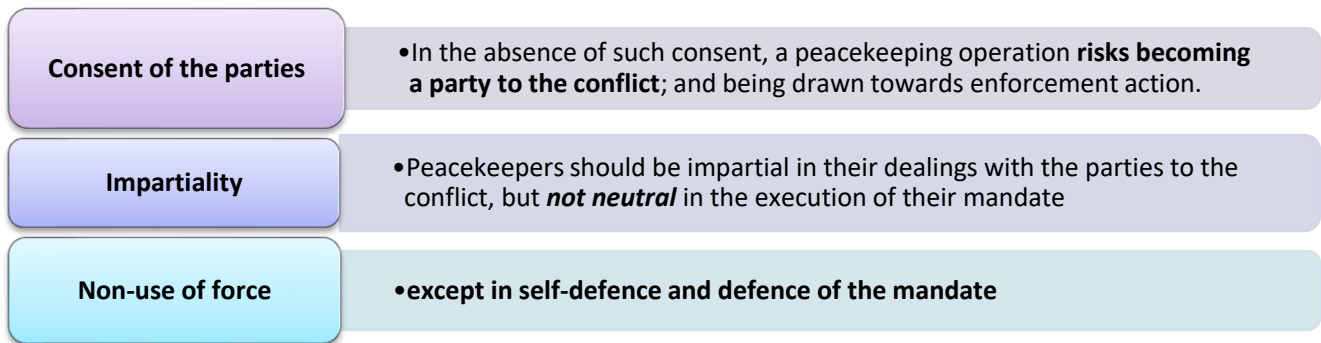 Consent of the parties
•In the absence of such consent, a peacekeeping operation risks becoming
a party to the conflict; and being drawn towards enforcement action.
Impartiality
•Peacekeepers should be impartial in their dealings with the parties to the
conflict, but not neutral in the execution of their mandate
Non-use of force
•except in self-defence and defence of the mandate